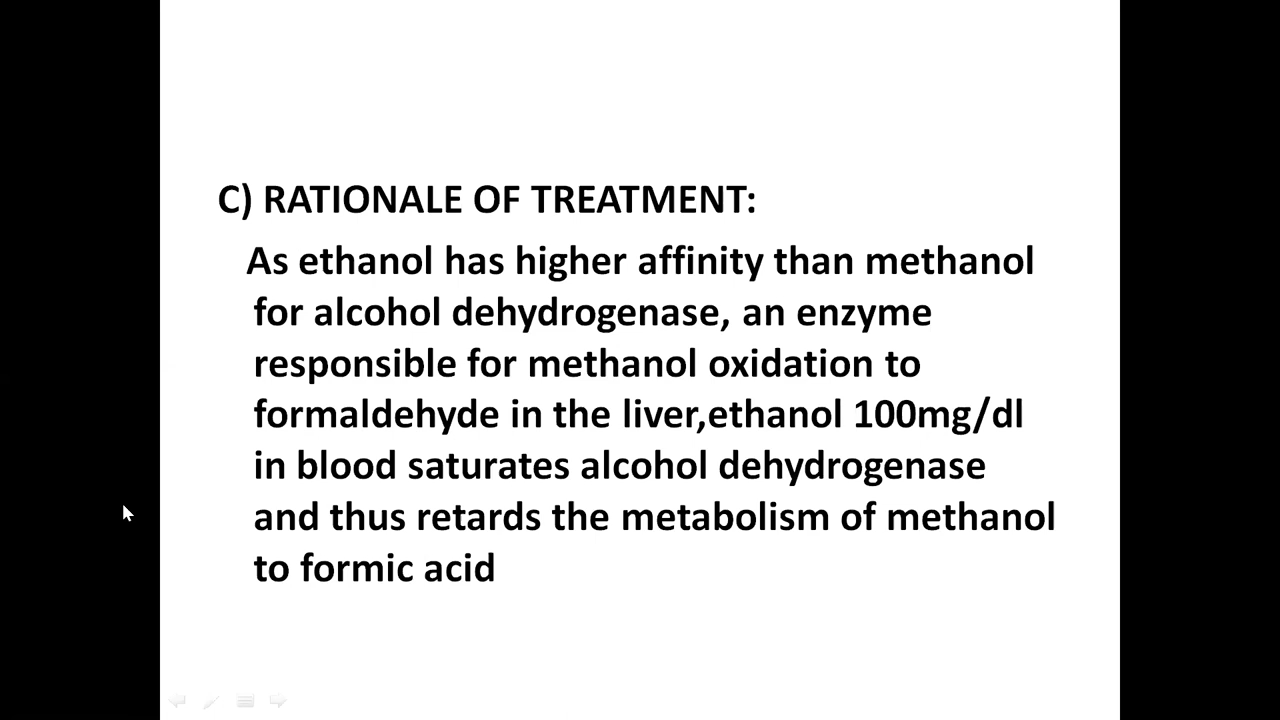 C) RATIONALE OF TREATMENT:
As ethanol has higher affinity than methanol
for alcohol dehydrogenase, an enzyme
responsible for methanol oxidation to
formaldehyde in the liver,ethanol 100mg/dl
in blood saturates alcohol dehydrogenase
and thus retards the metabolism of methanol
to formic acid